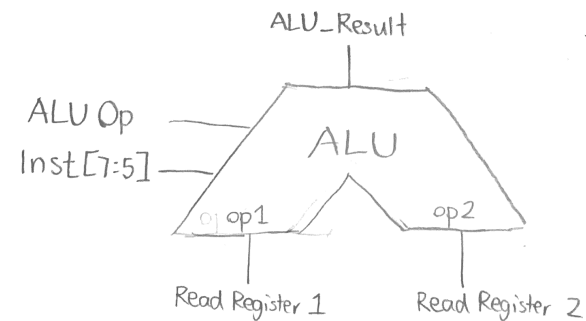 ALU_Result
ALU Op
ALU
Inst[7:5]
op1
op2
Read Register 1
Read Register 2